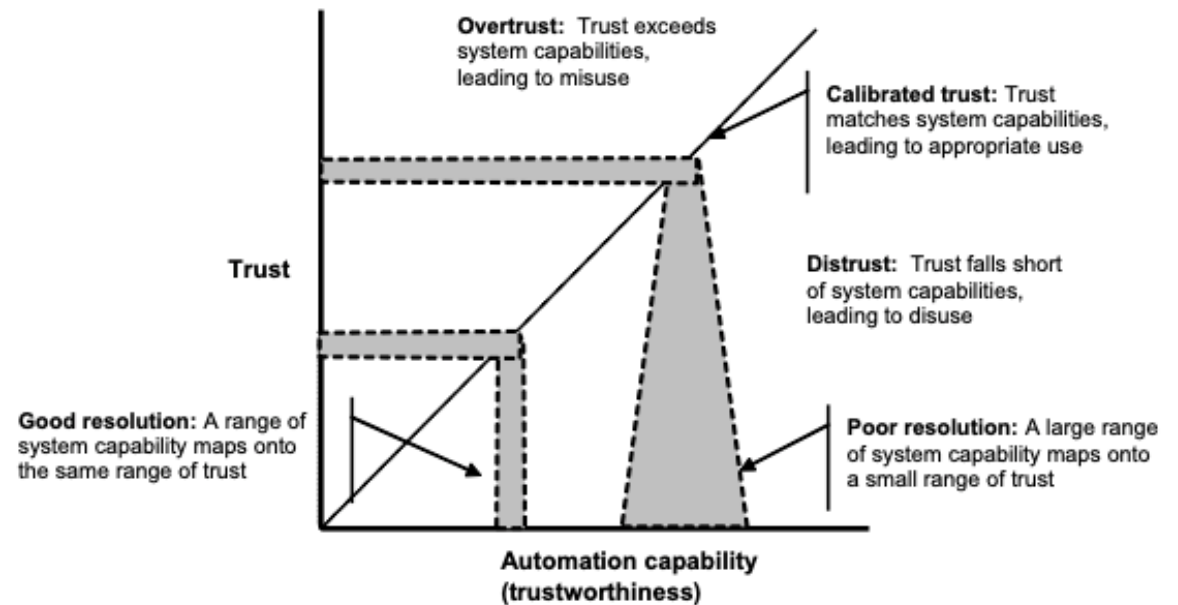 Overtrust: Trust exceeds
system capabilities,
leading to misuse
Calibrated trust: Trust
matches system capabilities,
leading to appropriate use
Trust
Distrust: Trust falls short
of system capabilities,
leading to disuse
Good resolution: A range of
system capability maps onto
the same range of trust
Poor resolution: A large range
of system capability maps onto
a small range of trust
Automation capability
(trustworthiness)